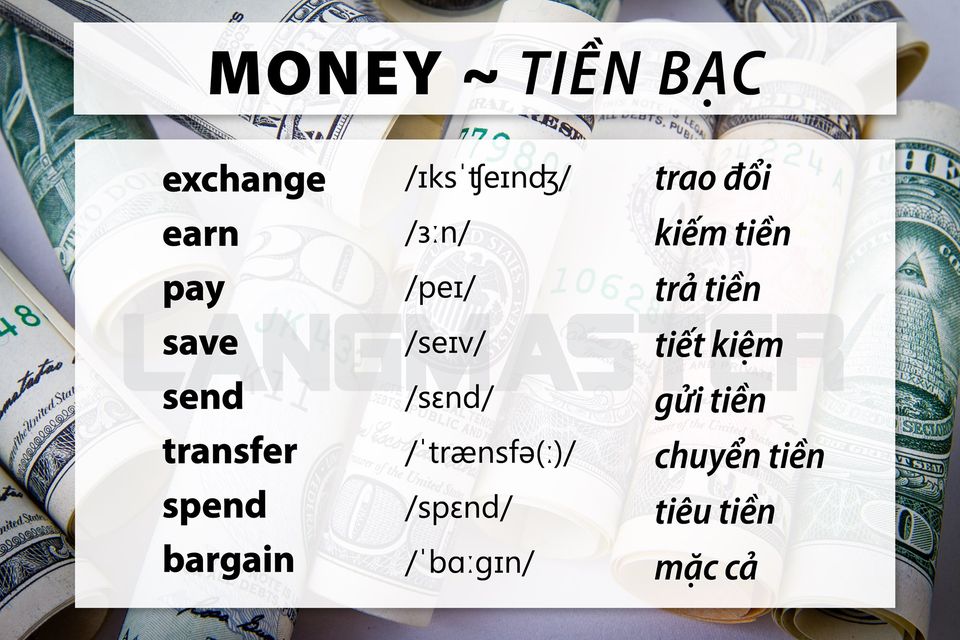 MONEY ~ TIỀN BẠC
exchange /ɪksˈʧeɪnʤ/ trao đổi
earn /ɜːn/ kiếm tiền
pay /peɪ/ trả tiền
save /seɪv/ tiết kiệm
send /sɛnd/ gửi tiền
transfer /ˈtrænsfə(ː)/ chuyển tiền
spend /spɛnd/ tiêu tiền
bargain /ˈbɑːgɪn/ mặc cả
LANGMASTER